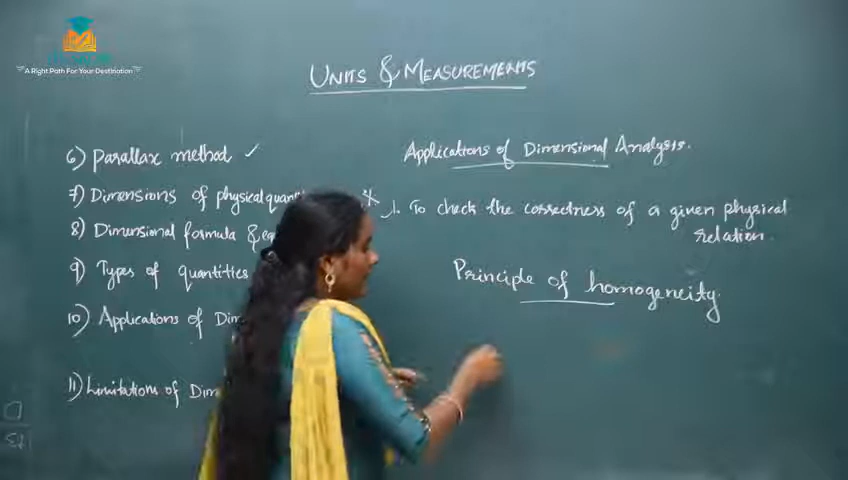 A Right Path For Your Destination
UNITS & MEASUREMENTS
6) Parallax method ✓
7) Dimensions of physical
8) Dimensional formula &
9) Types of quantities
10) Applications of
11) Limitations of
Applications of Dimensional Analysis.
* 1. To check the correctness of a given physical
relation.
Principle of homogeneity